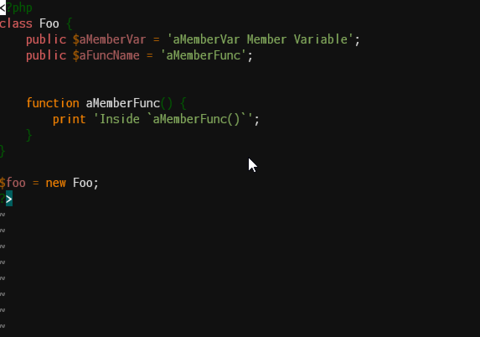 <?php
class Foo {
    public $aMemberVar = 'aMemberVar Member Variable';
    public $aFuncName = 'aMemberFunc';
    function aMemberFunc() {
        print 'Inside `aMemberFunc()`';
    }
}
$foo = new Foo;
?>
~
~
~
~
~
~
~
~